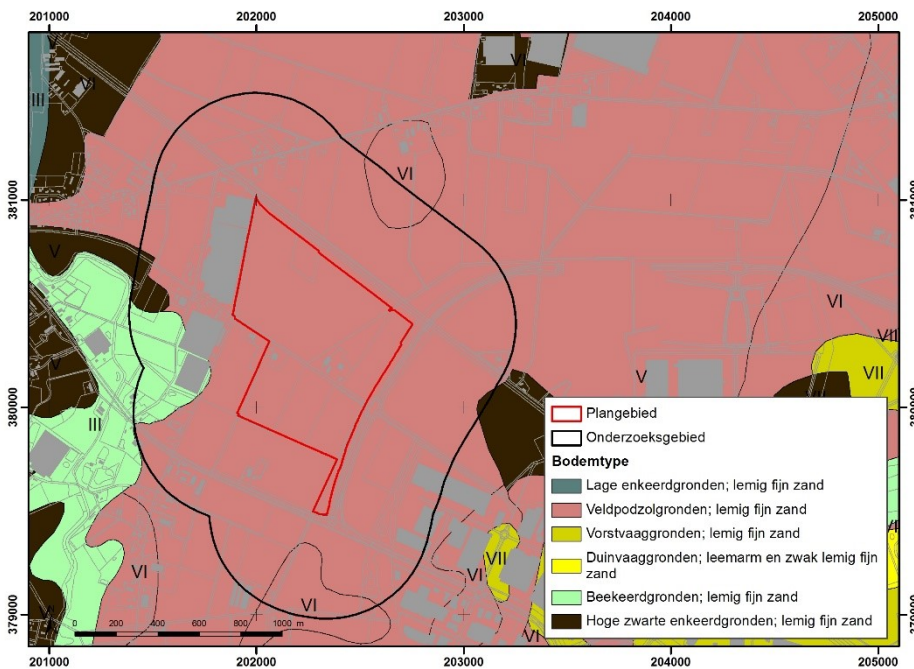 201000 202000 203000 204000 205000
VI VI
III
381000 381000
VI
V
VI
VII
V VII
V
380000 380000
III
Plangebied
Onderzoeksgebied
Bodemtype
Lage enkeerdgronden; lemig fijn zand
Veldpodzolgronden; lemig fijn zand
Vorstvaaggronden; lemig fijn zand
Duinvaaggronden; leemarm en zwak lemig fijn
zand
Beekeerdgronden; lemig fijn zand
Hoge zwarte enkeerdgronden; lemig fijn zand
VII
VI VI
VI
VI
379000
0 200 400 600 800 1000 m
201000 202000 203000 204000 205000